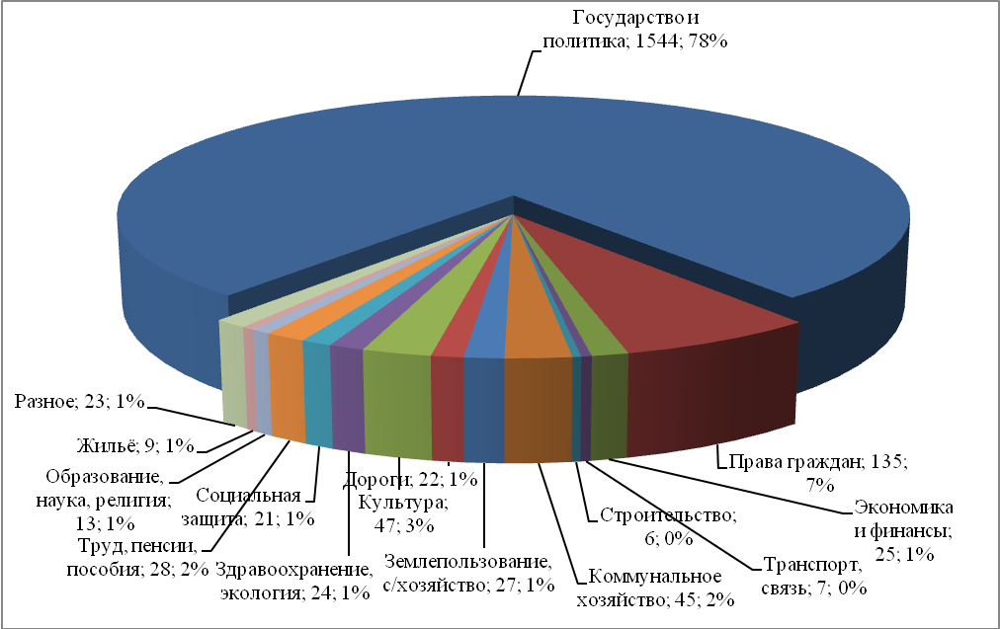 Государство и
политика; 1544; 78%
Права граждан; 135;
7%
Экономика
и финансы;
25; 1%
Транспорт,
связь; 7; 0%
Строительство;
6; 0%
Коммунальное
хозяйство; 45; 2%
Землепользование,
с/хозяйство; 27; 1%
Дороги; 22; 1%
Культура;
47; 3%
Здравоохранение,
экология; 24; 1%
Социальная
защита; 21; 1%
Труд, пенсии,
пособия; 28; 2%
Образование,
наука, религия;
13; 1%
Жильё; 9; 1%
Разное; 23; 1%